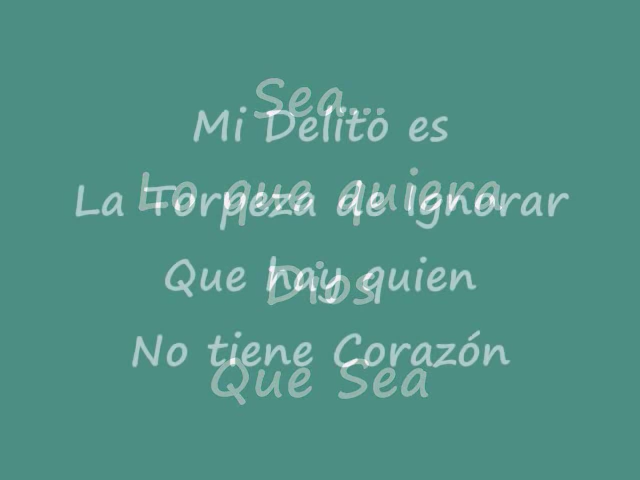 Sea...
Mi Delito es
Lo que quiera
La Torpeza de Ignorar
Que hay quien
Dios
No tiene Corazón
Que Sea